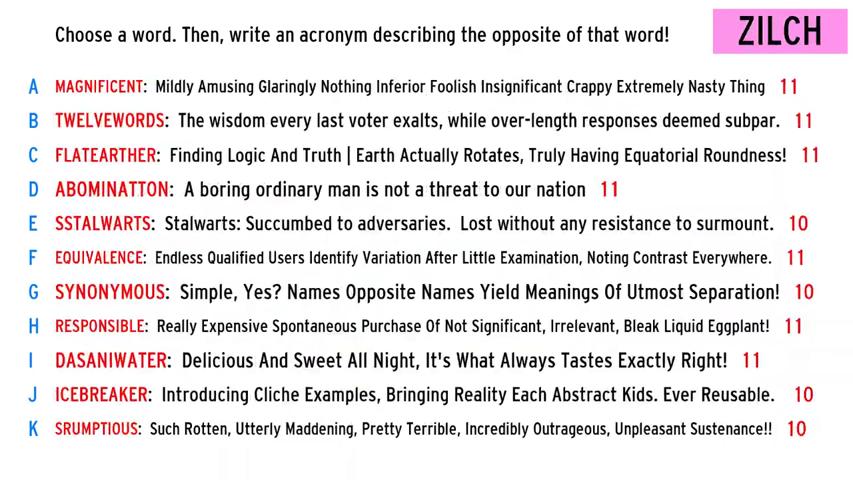 Choose a word. Then, write an acronym describing the opposite of that word!
ZILCH
A MAGNIFICENT: Mildly Amusing Glaringly Nothing Inferior Foolish Insignificant Crappy Extremely Nasty Thing 11
B TWELVEWORDS: The wisdom every last voter exalts, while over-length responses deemed subpar. 11
C FLATEARTHER: Finding Logic And Truth | Earth Actually Rotates, Truly Having Equatorial Roundness! 11
D ABOMINATTON: A boring ordinary man is not a threat to our nation 11
E SSTALWARTS: Stalwarts: Succumbed to adversaries. Lost without any resistance to surmount. 10
F EQUIVALENCE: Endless Qualified Users Identify Variation After Little Examination, Noting Contrast Everywhere. 11
G SYNONYMOUS: Simple, Yes? Names Opposite Names Yield Meanings Of Utmost Separation! 10
H RESPONSIBLE: Really Expensive Spontaneous Purchase Of Not Significant, Irrelevant, Bleak Liquid Eggplant! 11
I DASANIWATER: Delicious And Sweet All Night, It's What Always Tastes Exactly Right! 11
J ICEBREAKER: Introducing Cliche Examples, Bringing Reality Each Abstract Kids. Ever Reusable. 10
K SRUMPTIOUS: Such Rotten, Utterly Maddening, Pretty Terrible, Incredibly Outrageous, Unpleasant Sustenance!! 10